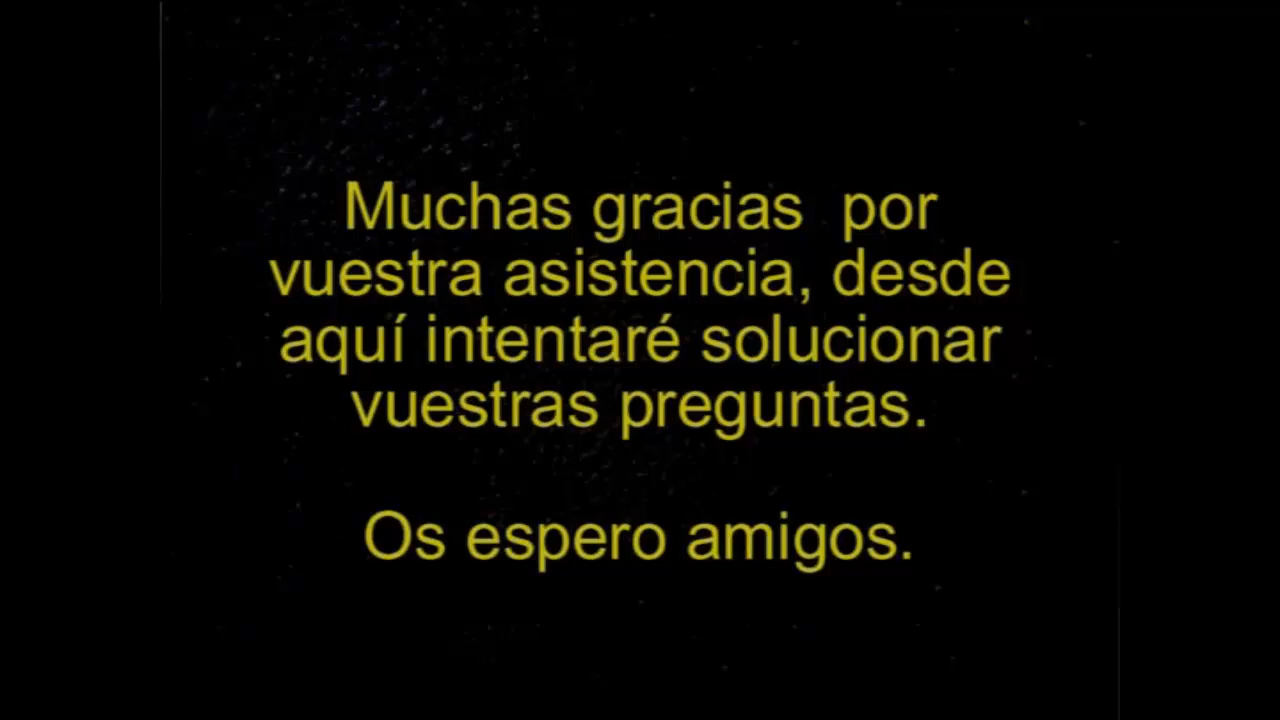 Muchas gracias  por
vuestra asistencia, desde
aquí intentaré solucionar
vuestras preguntas.
Os espero amigos.